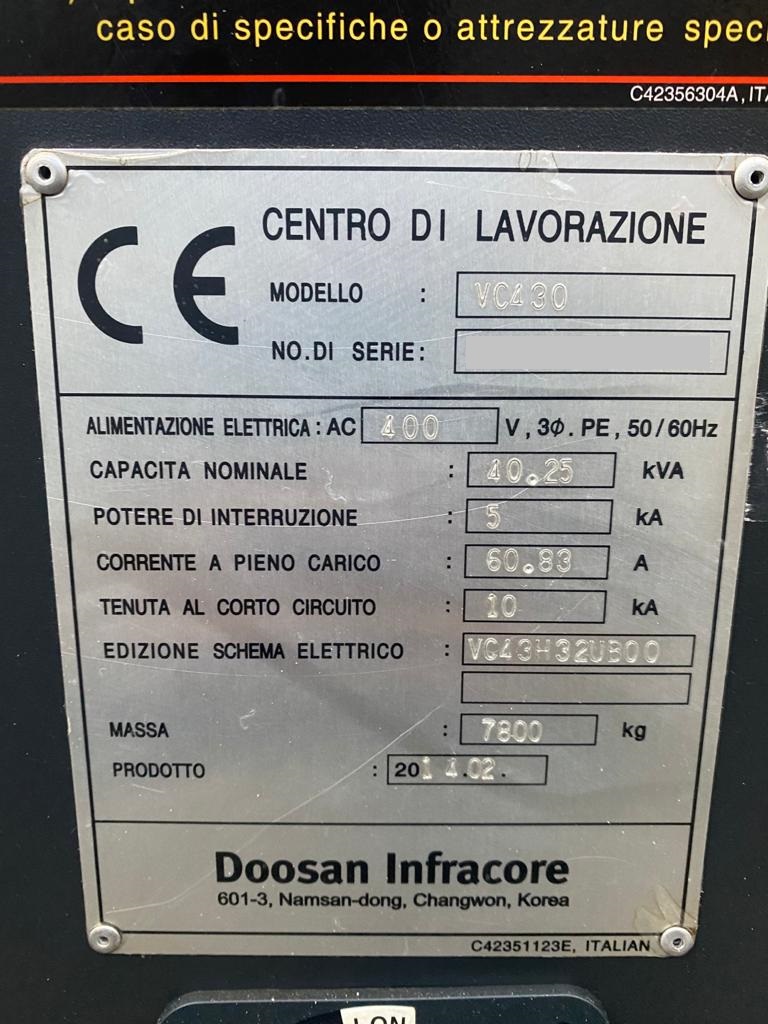 caso di specifiche o attrezzature
C42356304A,
CE
CENTRO DI LAVORAZIONE
MODELLO : VC430
NO.DI SERIE:
ALIMENTAZIONE ELETTRICA : AC 400 V, 3Ø. PE, 50/60Hz
CAPACITA NOMINALE : 40.25 kVA
POTERE DI INTERRUZIONE : 5 kA
CORRENTE A PIENO CARICO : 60.83 A
TENUTA AL CORTO CIRCUITO : 10 kA
EDIZIONE SCHEMA ELETTRICO : VC43H32UB00
MASSA : 7800 kg
PRODOTTO : 2014.02.
Doosan Infracore
601-3, Namsan-dong, Changwon, Korea
C42351123E, ITALIAN